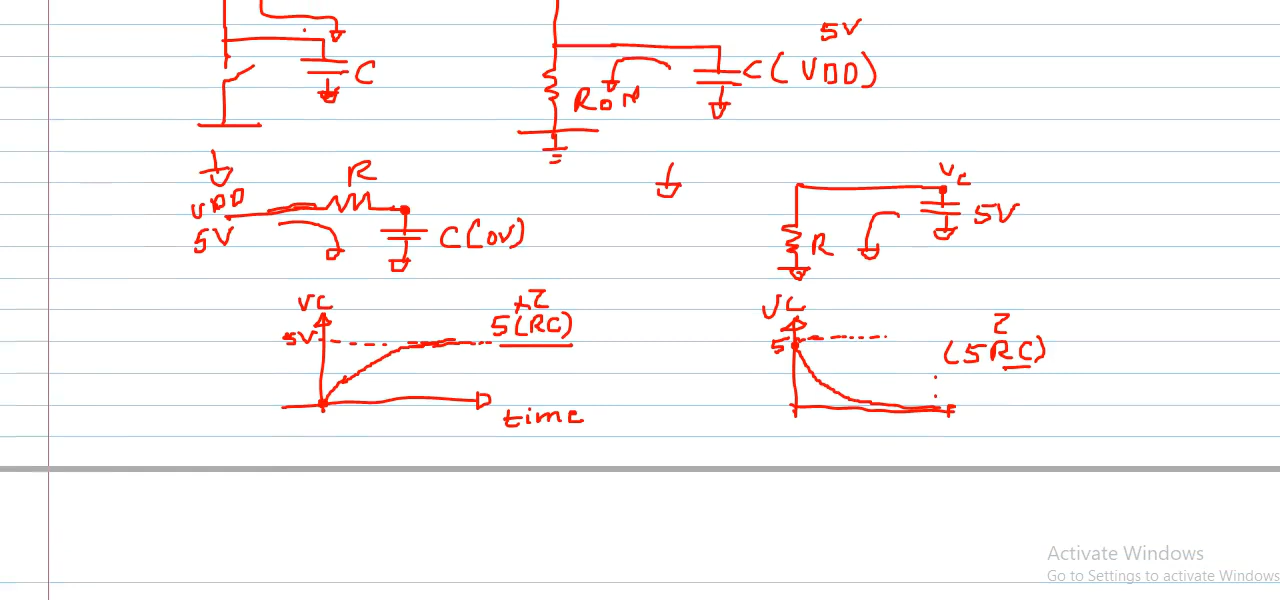 5V
C
RON
C(VDD)
R
VDD
5V
C(0V)
Vc
5V
R
VC
5V
5(RC)
time
VC
5
(5RC)
Activate Windows
Go to Settings to activate Windows